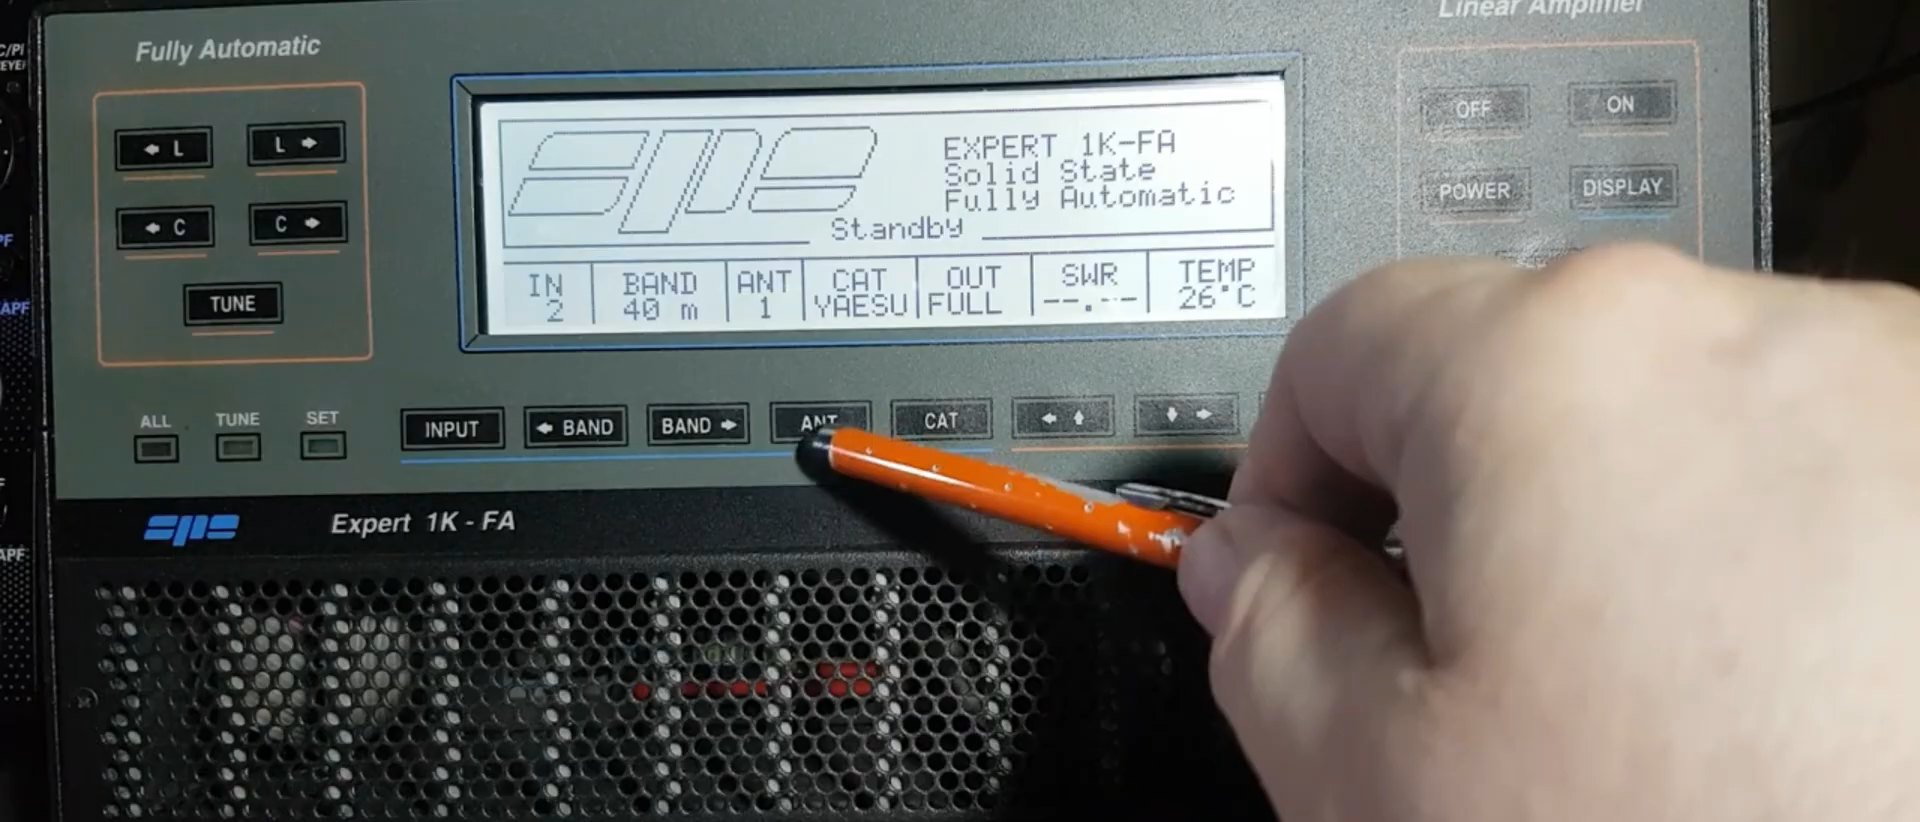 Fully Automatic
Linear Amplifier
L
L
C
C
TUNE
spe
EXPERT 1K-FA
Solid State
Fully Automatic
Standby
IN
2
BAND
40 m
ANT
1
CAT
YAESU
OUT
FULL
SWR
--.--
TEMP
26°C
OFF
ON
POWER
DISPLAY
ALL
TUNE
SET
INPUT
BAND
BAND
ANT
CAT
spe
Expert 1K - FA
APF